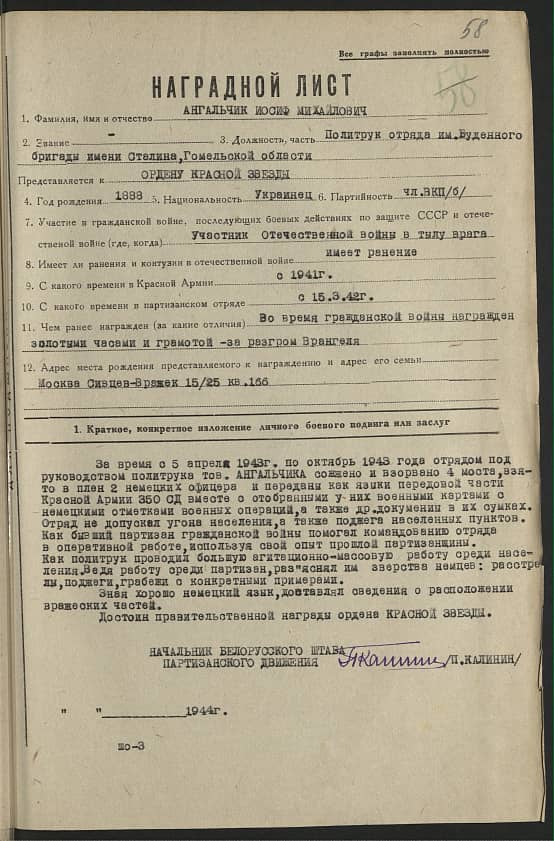 58
Все графы заполнять полностью
58
НАГРАДНОЙ ЛИСТ
1. Фамилия, имя и отчество АНГАЛЬЧИК ИОСИФ МИХАЙЛОВИЧ
2. Звание - 3. Должность, часть Политрук отряда им.Буденного
бригады имени Сталина,Гомельской области
Представляется к ОРДЕНУ КРАСНОЙ ЗВЕЗДЫ
4. Год рождения 1888 5. Национальность Украинец 6. Партийность чл.ВКП/б/
7. Участие в гражданской войне, последующих боевых действиях по защите СССР и отече-
ственной войне (где, когда) Участник Отечественной войны в тылу врага
8. Имеет ли ранения и контузии в отечественной войне имеет ранение
9. С какого времени в Красной Армии с 1941г.
10. С какого времени в партизанском отряде с 15.3.42г.
11. Чем ранее награжден (за какие отличия) Во время гражданской войны награжден
золотыми часами и грамотой -за разгром Врангеля
12. Адрес места рождения представляемого к награждению и адрес его семьи
Москва Сивцев-Вражек 15/25 кв.166
1. Краткое, конкретное изложение личного боевого подвига или заслуг
За время с 5 апреля 1943г. по октябрь 1943 года отрядом под
руководством политрука тов. АНГАЛЬЧИКА сожжено и взорвано 4 моста,взя-
то в плен 2 немецких офицера и переданы как языки передовой части
Красной Армии 350 СД вместе с отобранными у них военными картами с
немецкими отметками военных операций,а также др.документы в их сумках.
Отряд не допускал угона населения,а также поджега населенных пунктов.
Как бывший партизан гражданской войны помогал командованию отряда
в оперативной работе,используя свой опыт прошлой партизанщины.
Как политрук проводил большую агитационно-массовую работу среди насе-
ления.Ведя работу среди партизан,раз"яснял им зверства немцев: расстре-
лы,поджеги,грабежи с конкретными примерами.
Зная хорошо немецкий язык,доставлял сведения о расположении
вражеских частей.
Достоин правительственной награды ордена КРАСНОЙ ЗВЕЗДЫ.
НАЧАЛЬНИК БЕЛОРУССКОГО ШТАБА
ПАРТИЗАНСКОГО ДВИЖЕНИЯ /П.КАЛИНИН/
" " 1944г.
шо-3